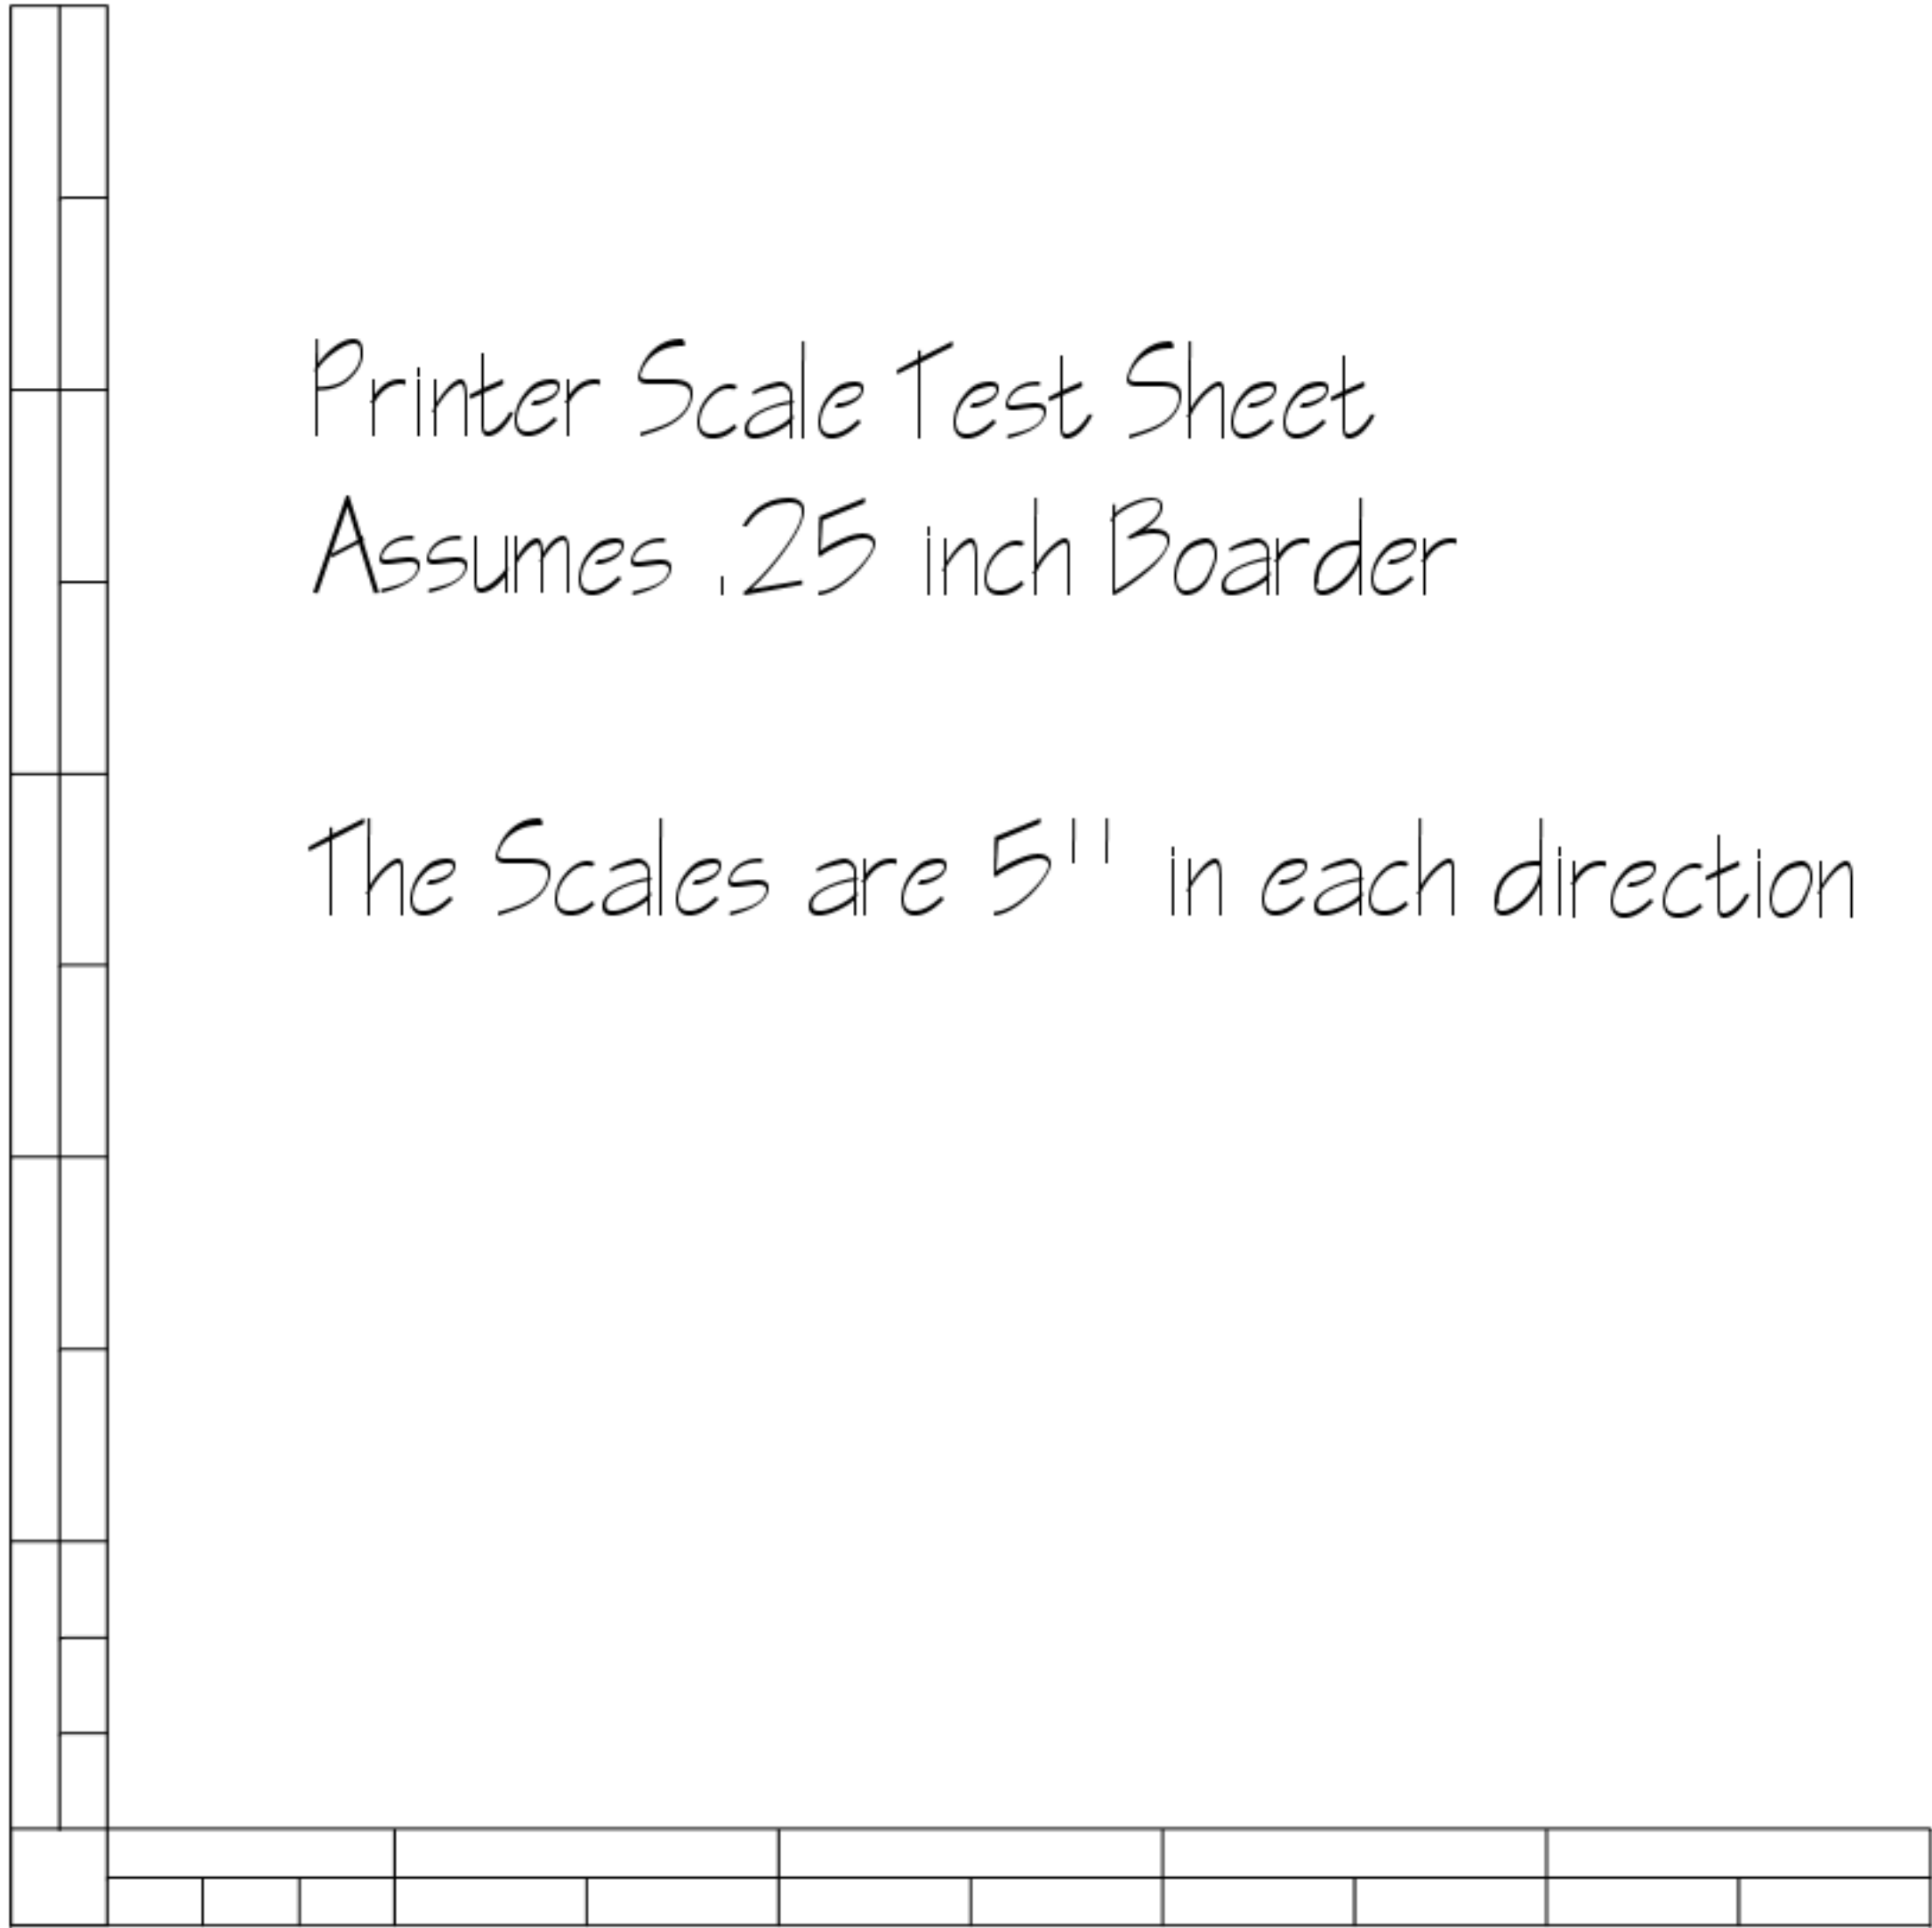 Printer Scale Test Sheet
Assumes .25 inch Boarder
The Scales are 5'' in each direction